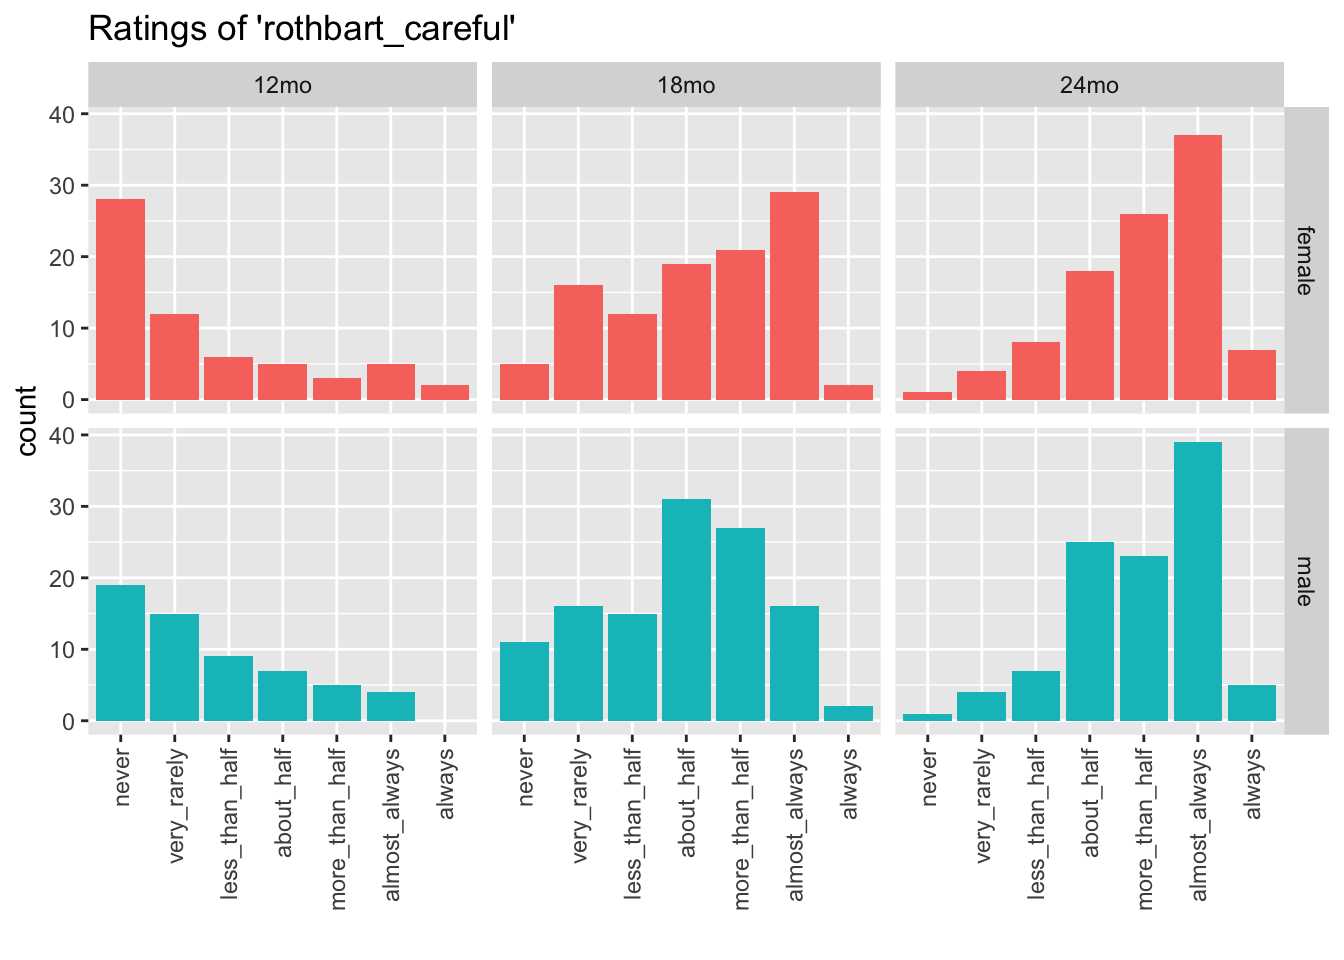 Ratings of 'rothbart_careful'
12mo 18mo 24mo
40
30
20
10
0
female
count
40
30
20
10
0
male
never very_rarely less_than_half about_half more_than_half almost_always always never very_rarely less_than_half about_half more_than_half almost_always always never very_rarely less_than_half about_half more_than_half almost_always always